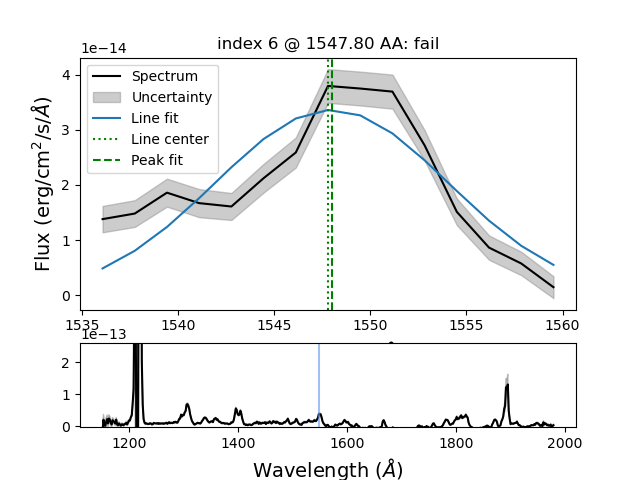 index 6 @ 1547.80 AA: fail
1e−14
Spectrum
Uncertainty
Line fit
Line center
Peak fit
Flux (erg/cm²/s/Å)
4
3
2
1
0
1535 1540 1545 1550 1555 1560
1e−13
2
1
0
1200 1400 1600 1800 2000
Wavelength (Å)